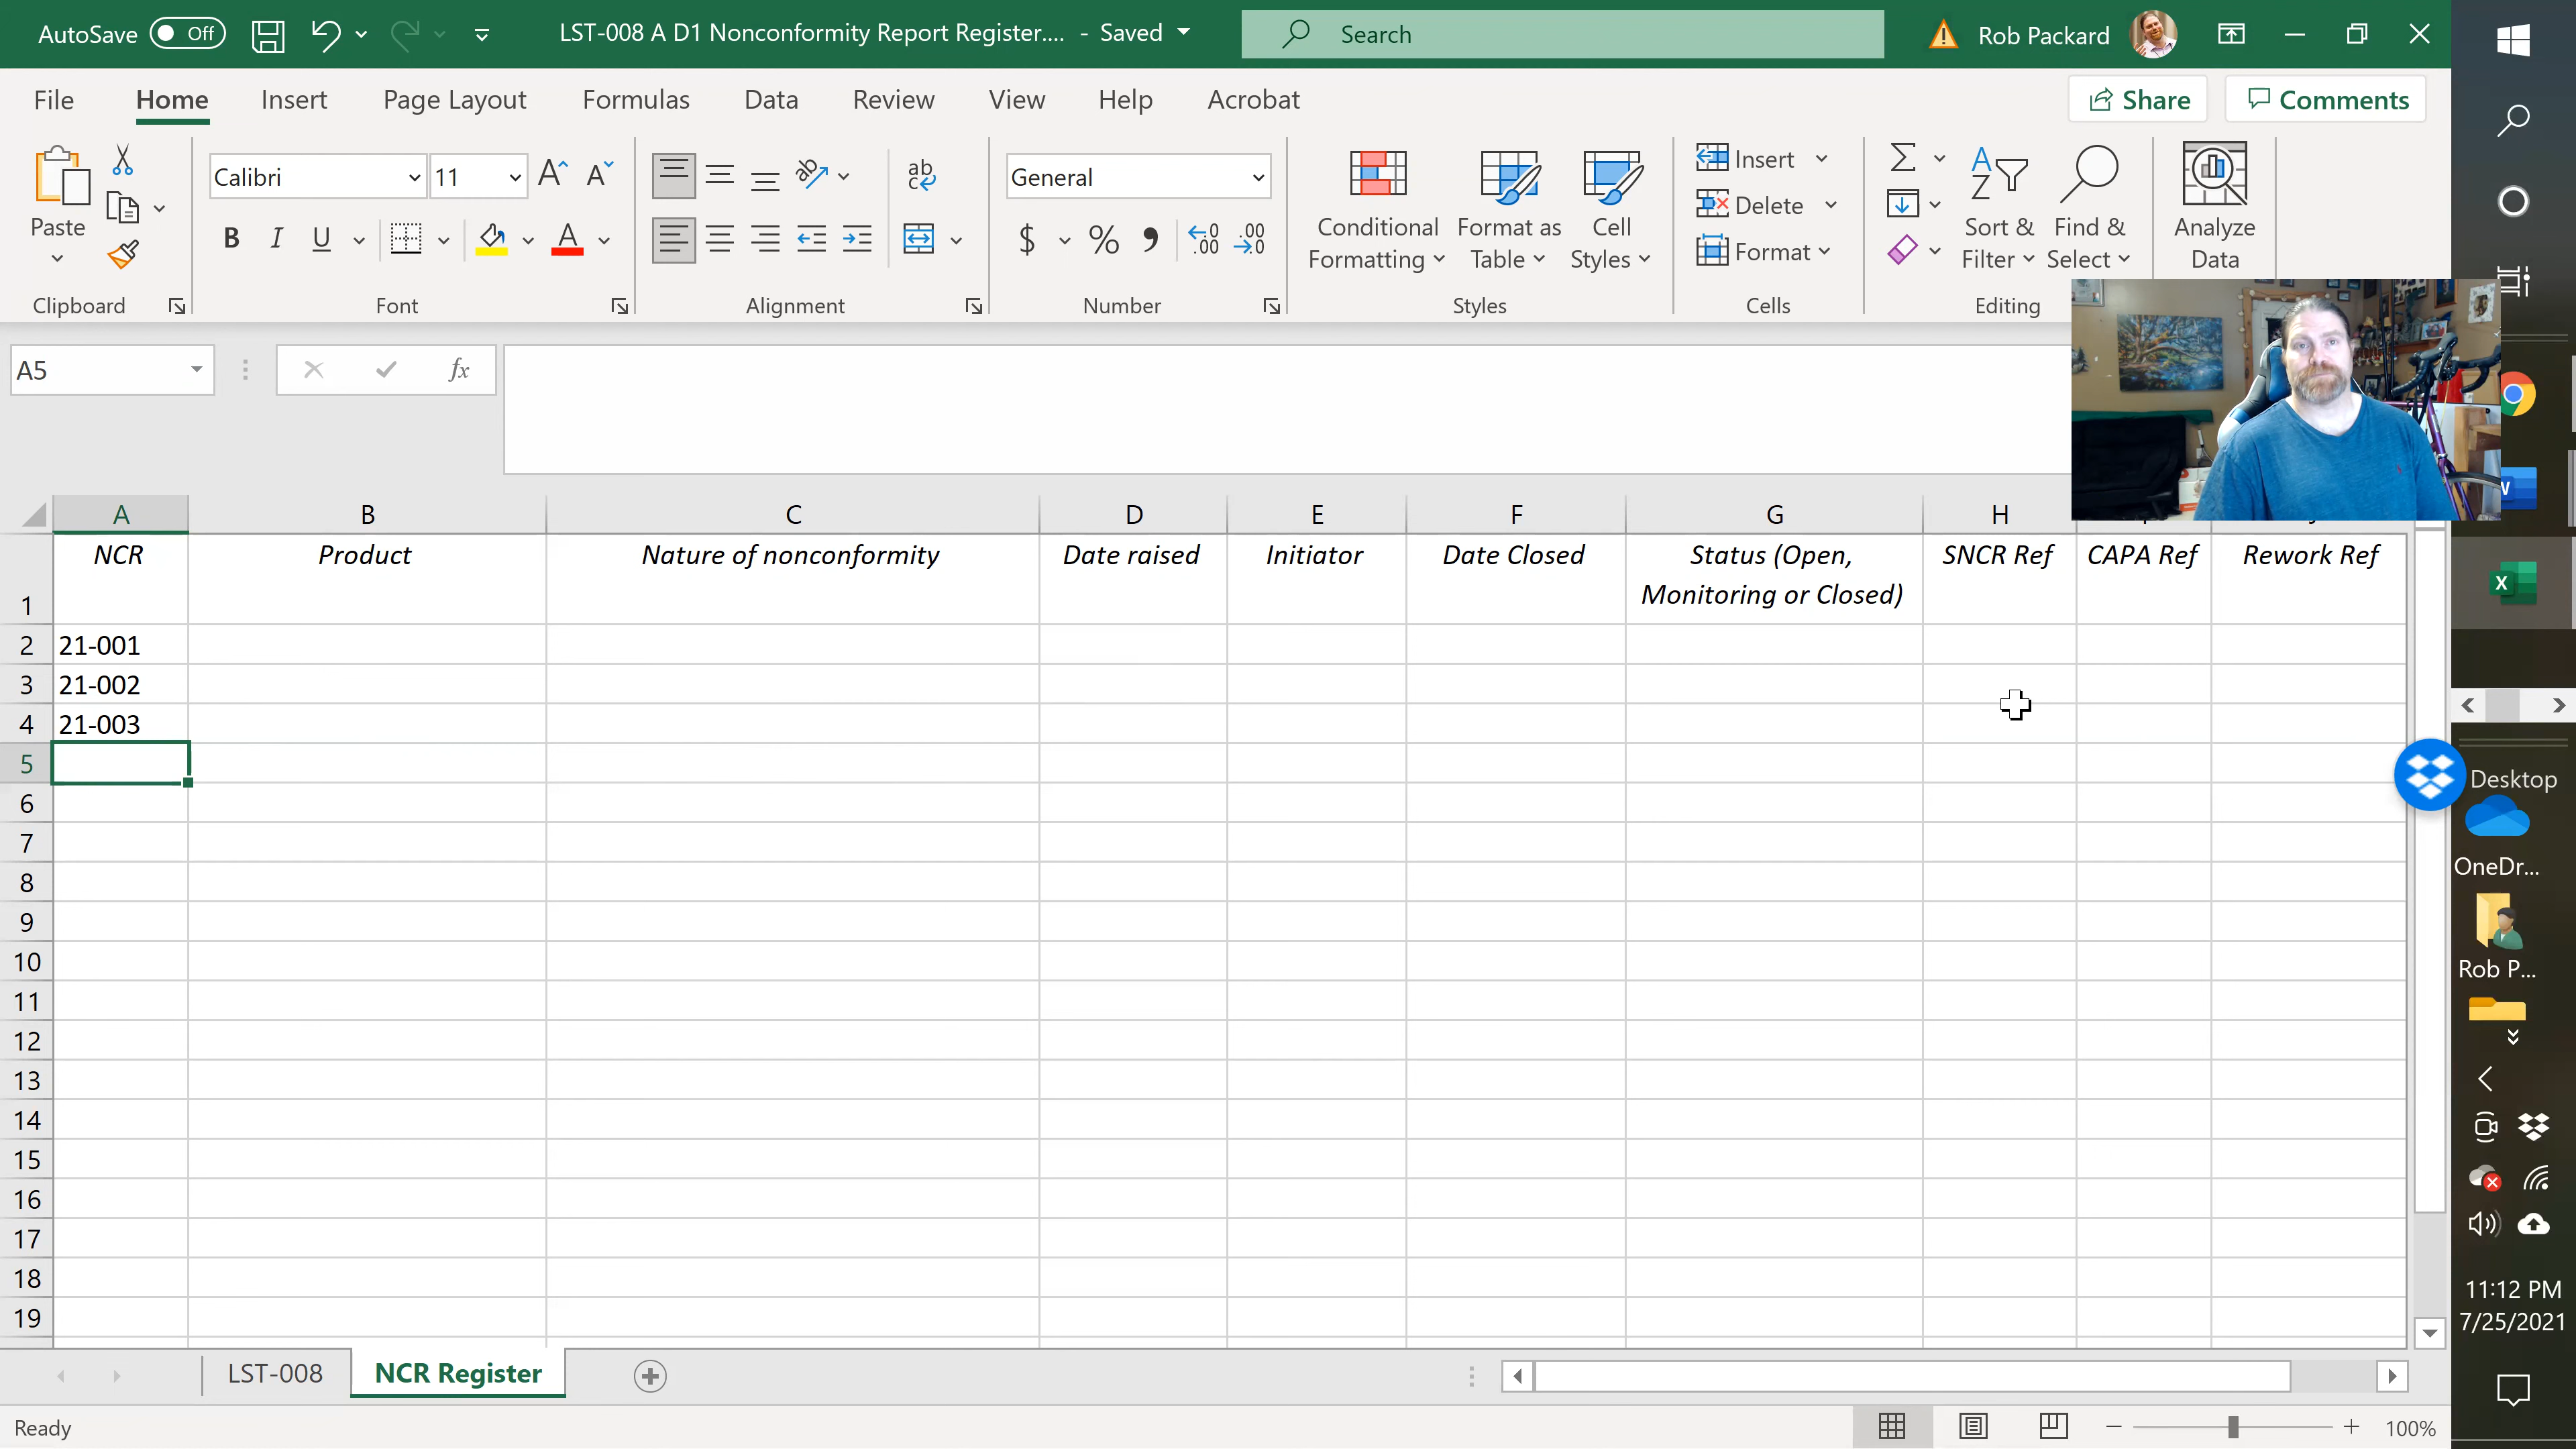 AutoSave Off LST-008 A D1 Nonconformity Report Register.... - Saved Search Rob Packard
File Home Insert Page Layout Formulas Data Review View Help Acrobat Share Comments
Paste
Calibri 11
B I U A
ab
General
$ % 9 .00
Conditional Formatting
Format as Table
Cell Styles
Insert
Delete
Format
Sort & Filter
Find & Select
Analyze Data
Clipboard Font Alignment Number Styles Cells Editing
A5 fx
A B C D E F G H
NCR Product Nature of nonconformity Date raised Initiator Date Closed Status (Open, SNCR Ref CAPA Ref Rework Ref
1 Monitoring or Closed)
2 21-001
3 21-002
4 21-003
5
6
7
8
9
10
11
12
13
14
15
16
17
18
19
LST-008 NCR Register
Ready 100%
Desktop
OneDr...
Rob P...
11:12 PM
7/25/2021